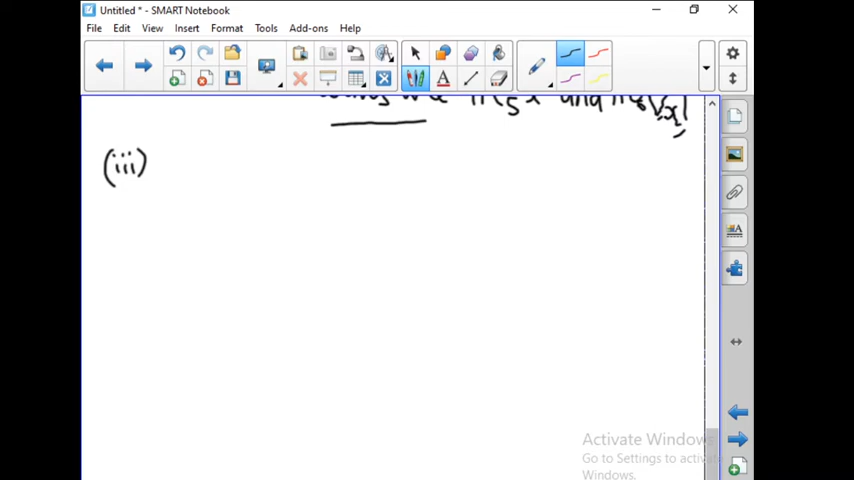 Untitled * - SMART Notebook
File Edit View Insert Format Tools Add-ons Help
and
(iii)
Activate Windows
Go to Settings to activate
Windows.